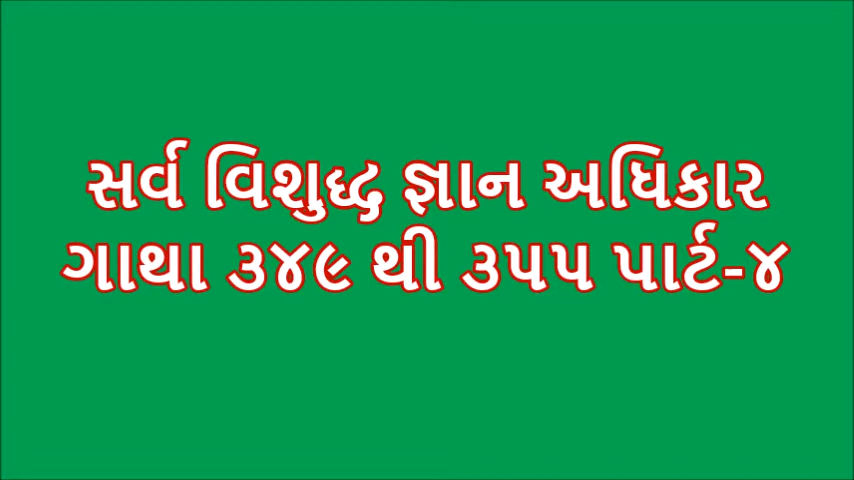 સર્વ વિશુદ્ધ જ્ઞાન અધિકાર
ગાથા ૩૪૯ થી ૩૫૫ પાર્ટ-૪